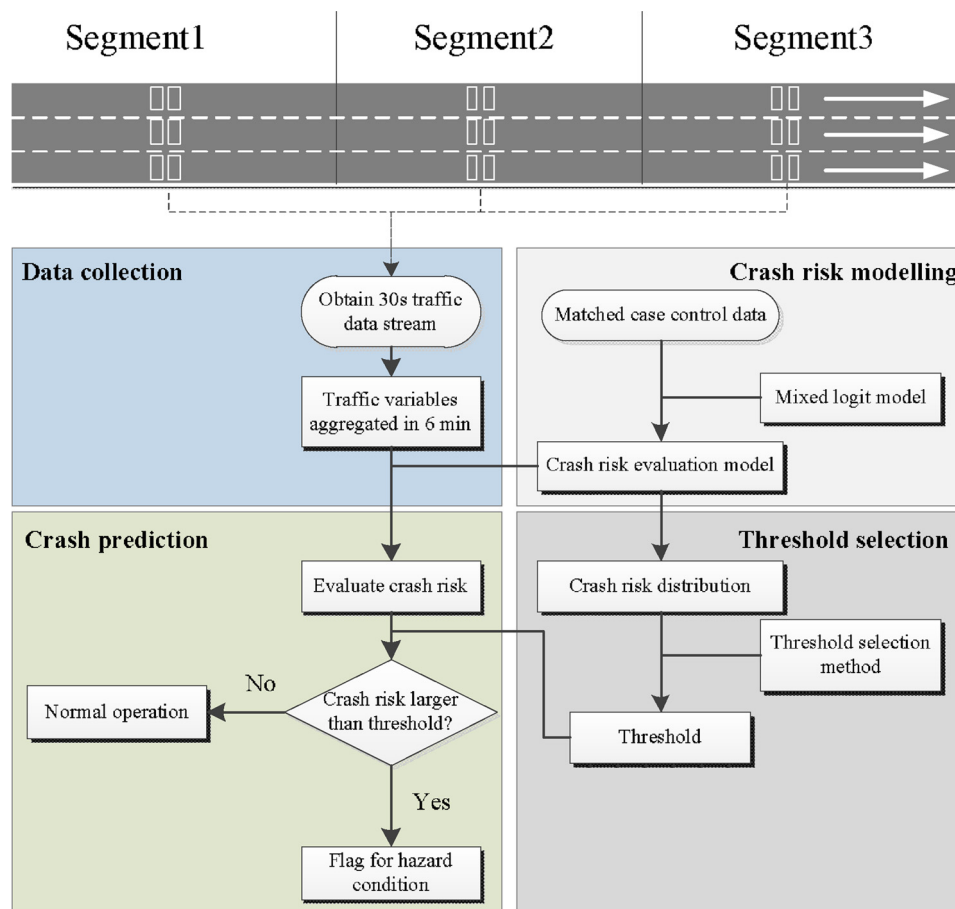 Segment1
Segment2
Segment3
Data collection
Obtain 30s traffic
data stream
Traffic variables
aggregated in 6 min
Crash risk modelling
Matched case control data
Mixed logit model
Crash risk evaluation model
Crash prediction
Evaluate crash risk
Crash risk larger
than threshold?
No
Normal operation
Yes
Flag for hazard
condition
Threshold selection
Crash risk distribution
Threshold selection
method
Threshold